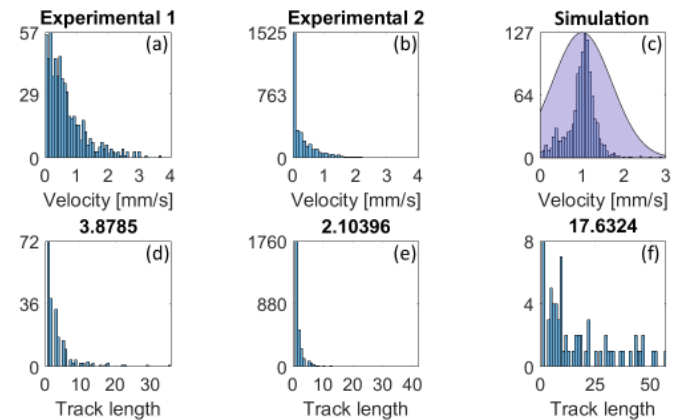 Experimental 1 Experimental 2 Simulation
57 (a) 1525 (b) 127 (c)
29 763 64
0 0 0
0 1 2 3 4 0 1 2 3 4 0 1 2 3
Velocity [mm/s] Velocity [mm/s] Velocity [mm/s]
3.8785 2.10396 17.6324
72 (d) 1760 (e) 8 (f)
36 880 4
0 0 0
0 10 20 30 0 10 20 30 40 0 25 50
Track length Track length Track length